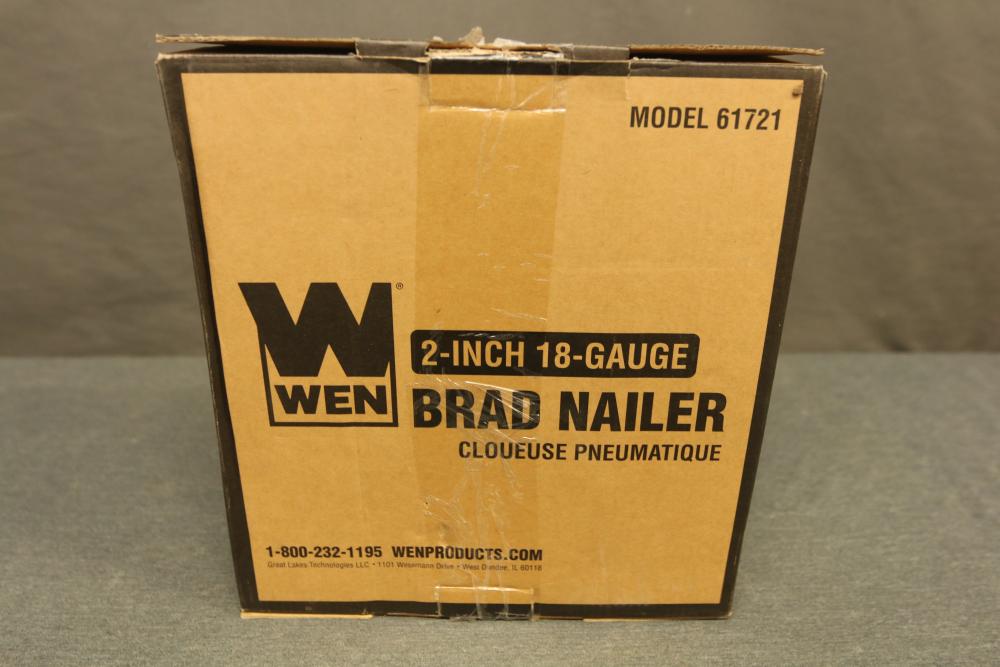 MODEL 61721
W®
WEN
2-INCH 18-GAUGE
BRAD NAILER
CLOUEUSE PNEUMATIQUE
1-800-232-1195 WENPRODUCTS.COM
Great Lakes Technologies LLC • 1101 Wesemann Drive • West Dundee, IL 60118